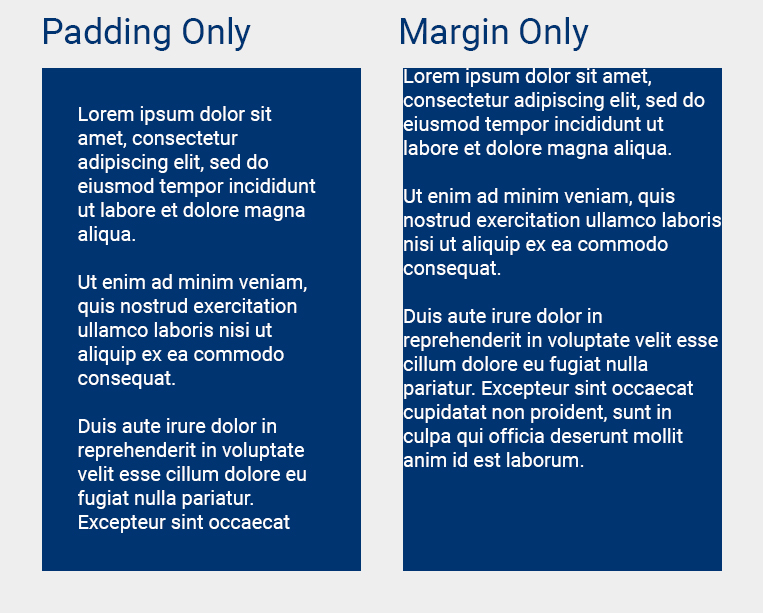 Padding Only
Lorem ipsum dolor sit
amet, consectetur
adipiscing elit, sed do
eiusmod tempor incididunt
ut labore et dolore magna
aliqua.
Ut enim ad minim veniam,
quis nostrud exercitation
ullamco laboris nisi ut
aliquip ex ea commodo
consequat.
Duis aute irure dolor in
reprehenderit in voluptate
velit esse cillum dolore eu
fugiat nulla pariatur.
Excepteur sint occaecat
Margin Only
Lorem ipsum dolor sit amet,
consectetur adipiscing elit, sed do
eiusmod tempor incididunt ut
labore et dolore magna aliqua.
Ut enim ad minim veniam, quis
nostrud exercitation ullamco laboris
nisi ut aliquip ex ea commodo
consequat.
Duis aute irure dolor in
reprehenderit in voluptate velit esse
cillum dolore eu fugiat nulla
pariatur. Excepteur sint occaecat
cupidatat non proident, sunt in
culpa qui officia deserunt mollit
anim id est laborum.